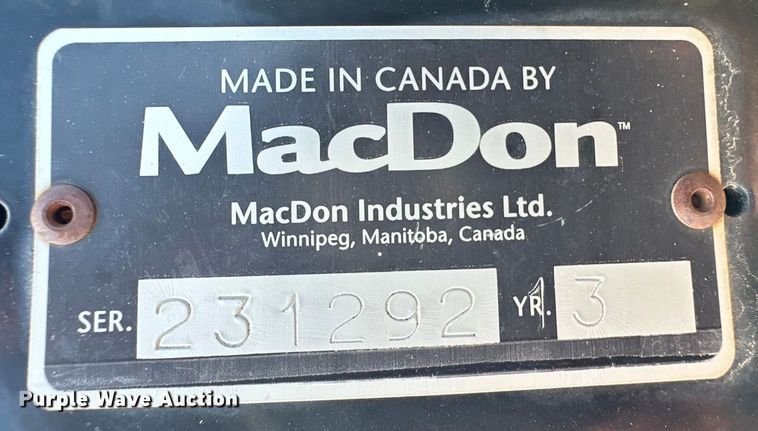 MADE IN CANADA BY
MacDon™
MacDon Industries Ltd.
Winnipeg, Manitoba, Canada
SER. 231292 YR. 13
Purple Wave Auction